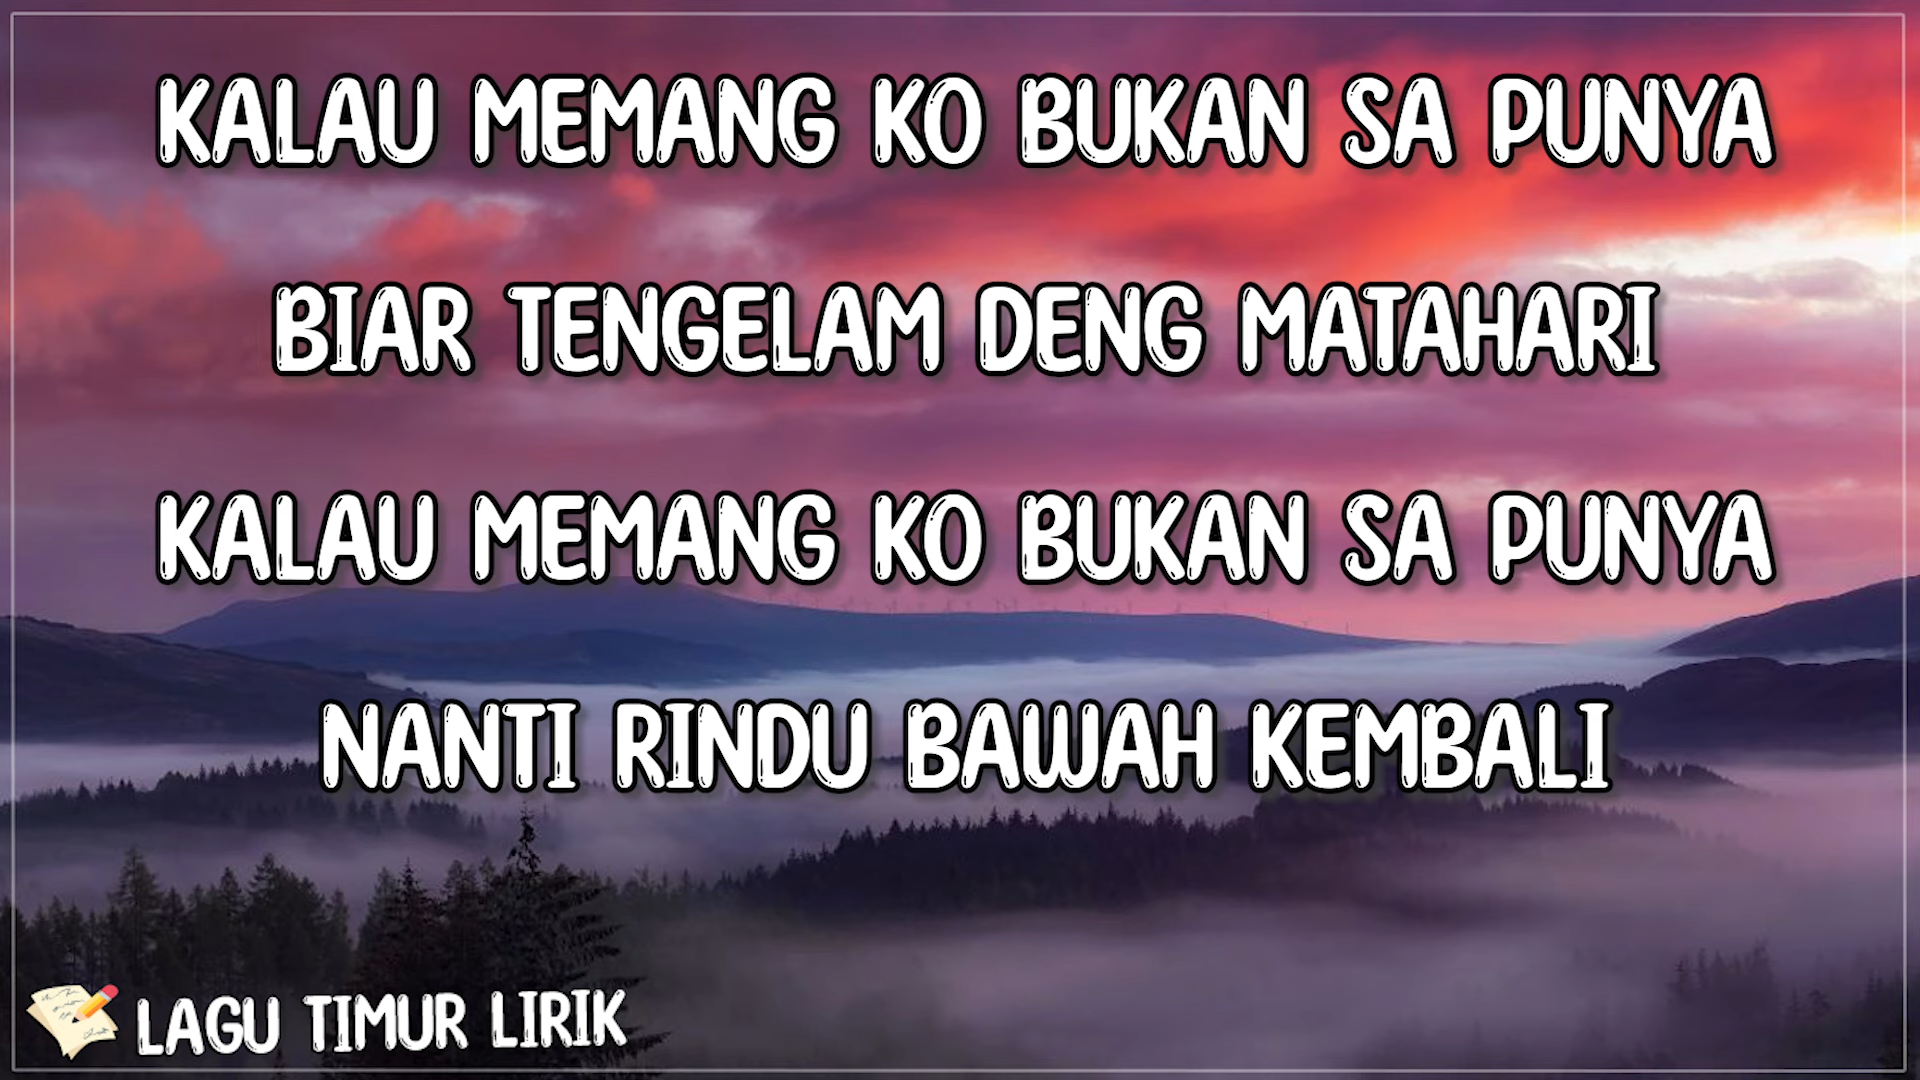 KALAU MEMANG KO BUKAN SA PUNYA
BIAR TENGELAM DENG MATAHARI
KALAU MEMANG KO BUKAN SA PUNYA
NANTI RINDU BAWAH KEMBALI
LAGU TIMUR LIRIK